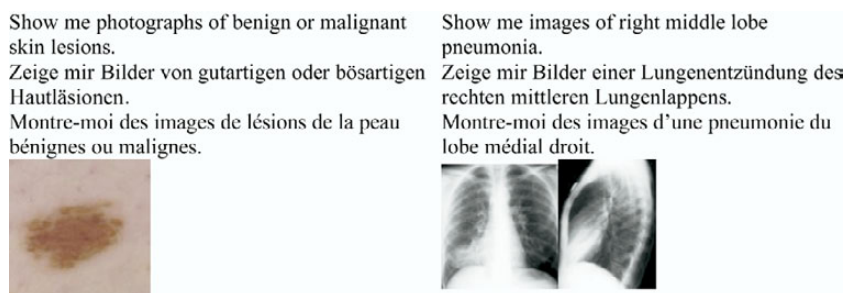 Show me photographs of benign or malignant
skin lesions.
Zeige mir Bilder von gutartigen oder bösartigen
Hautläsionen.
Montre-moi des images de lésions de la peau
bénignes ou malignes.
Show me images of right middle lobe
pneumonia.
Zeige mir Bilder einer Lungenentzündung des
rechten mittleren Lungenlappens.
Montre-moi des images d'une pneumonie du
lobe médial droit.